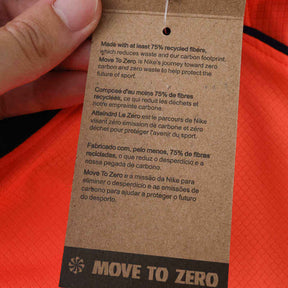 Made with at least 75% recycled fibre,
which reduces waste and our carbon footprint.
Move To Zero is Nike's journey toward zero
carbon and zero waste to help protect the
future of sport.
Composée d'au moins 75% de fibres
recyclées, ce qui réduit les déchets et
notre empreinte carbone.
Atteindre Le Zéro est le parcours de Nike
visant zéro émission de carbone et zéro
déchet pour protéger l'avenir du sport.
Fabricado com, pelo menos, 75% de fibras
recicladas, o que reduz o desperdício e a
nossa pegada de carbono.
Move To Zero é a missão da Nike para
eliminar o desperdício e as emissões de
carbono para ajudar a proteger o futuro
do desporto.
MOVE TO ZERO